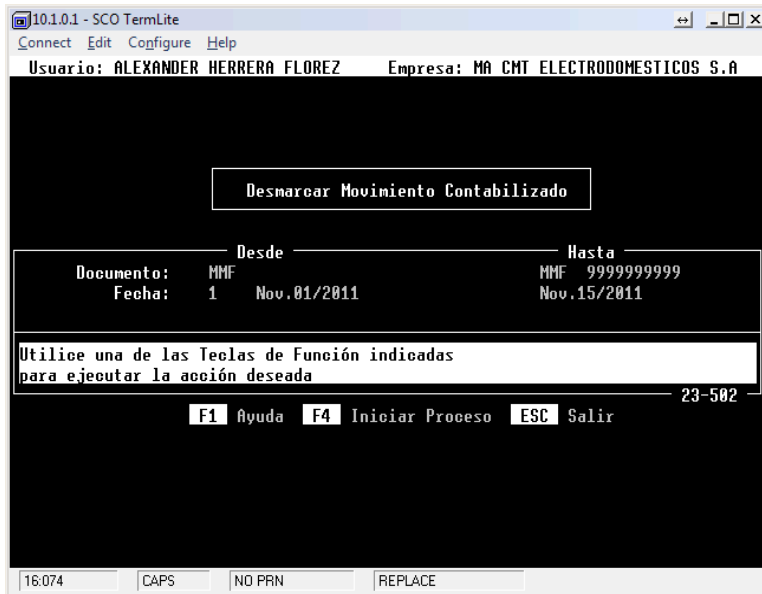 10.1.0.1 - SCO TermLite
Connect Edit Configure Help
Usuario: ALEXANDER HERRERA FLOREZ Empresa: MA CMT ELECTRODOMESTICOS S.A
Desmarcar Movimiento Contabilizado
Desde Hasta
Documento: MMF MMF 9999999999
Fecha: 1 Nov.01/2011 Nov.15/2011
Utilice una de las Teclas de Función indicadas
para ejecutar la acción deseada
23-502
F1 Ayuda F4 Iniciar Proceso ESC Salir
16:074 CAPS NO PRN REPLACE